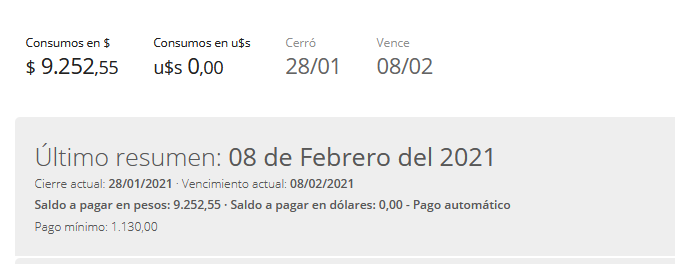 Consumos en $ Consumos en u$s Cerró Vence
$ 9.252,55 u$s 0,00 28/01 08/02
Último resumen: 08 de Febrero del 2021
Cierre actual: 28/01/2021 · Vencimiento actual: 08/02/2021
Saldo a pagar en pesos: 9.252,55 · Saldo a pagar en dólares: 0,00 - Pago automático
Pago mínimo: 1.130,00